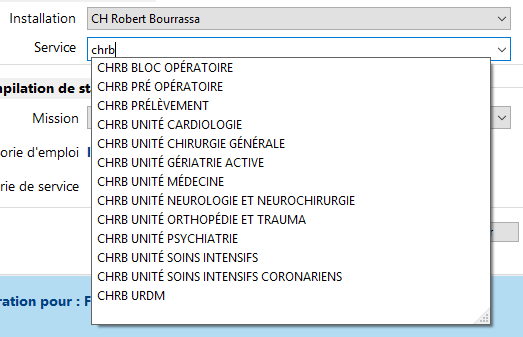 Installation CH Robert Bourrassa
Service chrb
CHRB BLOC OPÉRATOIRE
CHRB PRÉ OPÉRATOIRE
CHRB PRÉLÈVEMENT
CHRB UNITÉ CARDIOLOGIE
CHRB UNITÉ CHIRURGIE GÉNÉRALE
CHRB UNITÉ GÉRIATRIE ACTIVE
CHRB UNITÉ MÉDECINE
CHRB UNITÉ NEUROLOGIE ET NEUROCHIRURGIE
CHRB UNITÉ ORTHOPÉDIE ET TRAUMA
CHRB UNITÉ PSYCHIATRIE
CHRB UNITÉ SOINS INTENSIFS
CHRB UNITÉ SOINS INTENSIFS CORONARIENS
CHRB URDM
mpilation de st
Mission
orie d'emploi
rie de service
ration pour : F